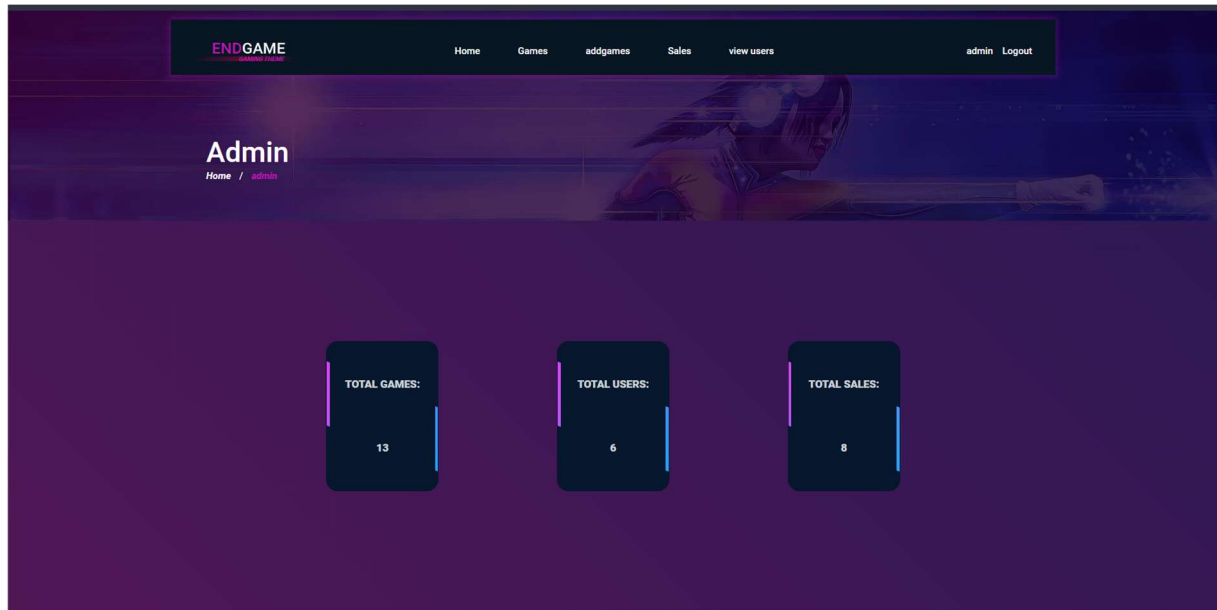 ENDGAME
GAMING THEME
Home Games addgames Sales view users admin Logout
Admin
Home / admin
TOTAL GAMES: TOTAL USERS: TOTAL SALES:
13 6 8